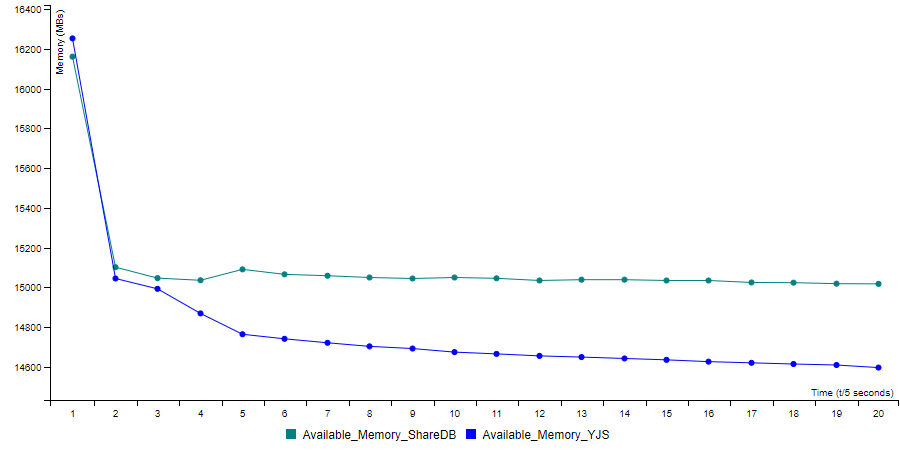 16400
Memory (MBs)
16200
16000
15800
15600
15400
15200
15000
14800
14600
Time (t/5 seconds)
1 2 3 4 5 6 7 8 9 10 11 12 13 14 15 16 17 18 19 20
Available_Memory_ShareDB Available_Memory_YJS